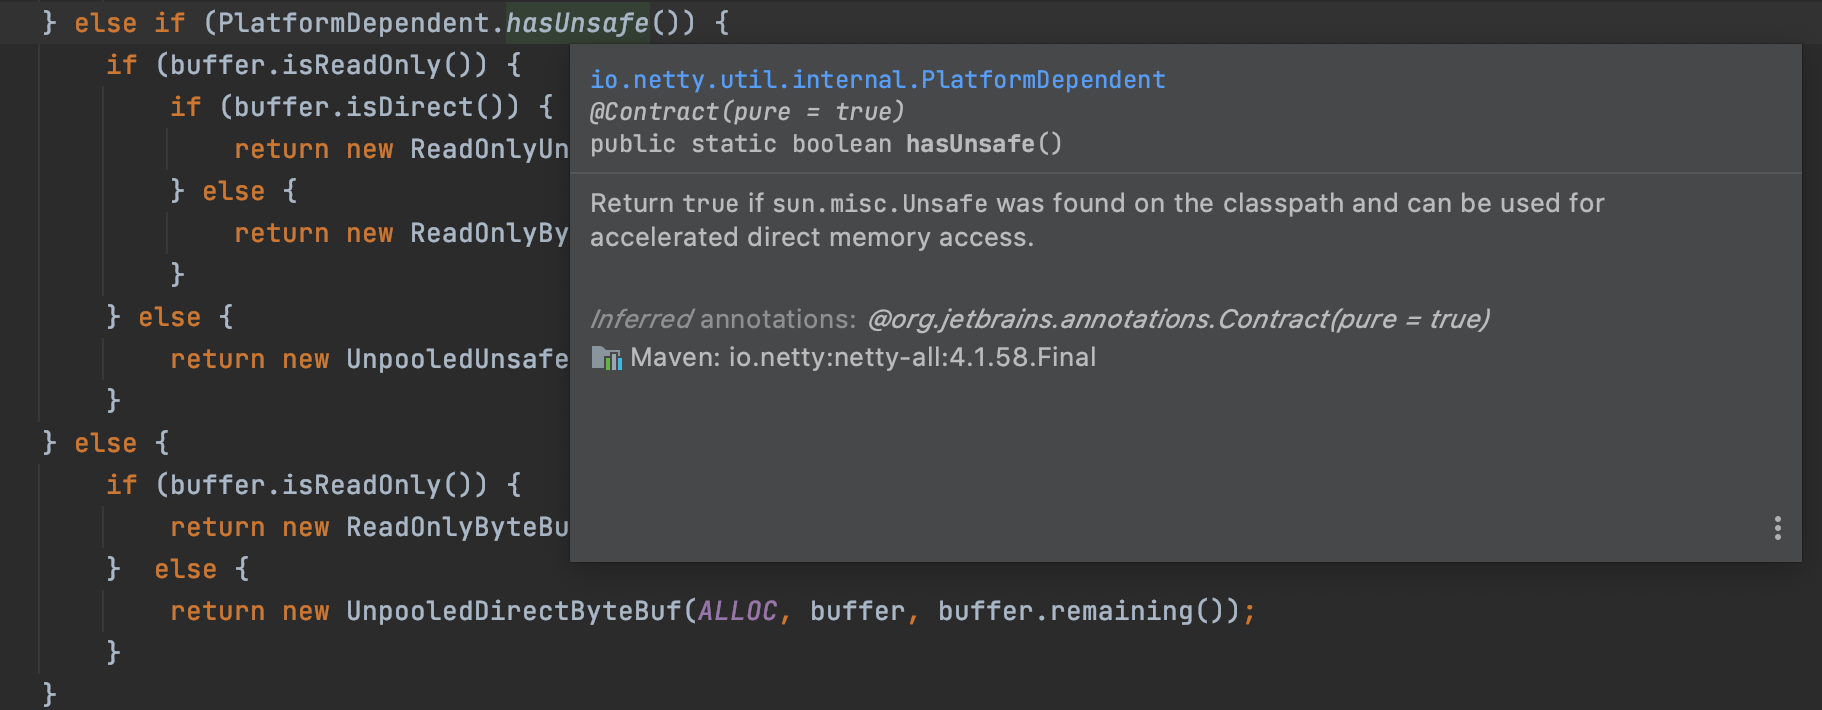 } else if (PlatformDependent.hasUnsafe()) {
if (buffer.isReadOnly()) {
if (buffer.isDirect()) {
return new ReadOnlyUn
} else {
return new ReadOnlyBy
}
} else {
return new UnpooledUnsafe
}
} else {
if (buffer.isReadOnly()) {
return new ReadOnlyByteBu
} else {
return new UnpooledDirectByteBuf(ALLOC, buffer, buffer.remaining());
}
}
io.netty.util.internal.PlatformDependent
@Contract(pure = true)
public static boolean hasUnsafe()
Return true if sun.misc.Unsafe was found on the classpath and can be used for
accelerated direct memory access.
Inferred annotations: @org.jetbrains.annotations.Contract(pure = true)
Maven: io.netty:netty-all:4.1.58.Final